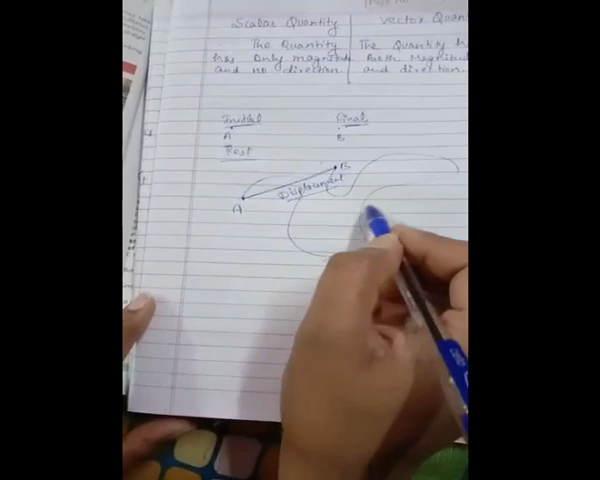 Scalar Quantity
Vector Quan
The Quantity
has Only magnitude
and no direction
The Quantity h
Both Magnitud
and direction.
Initial
Final
A
B
Rest
B
Displacement
A